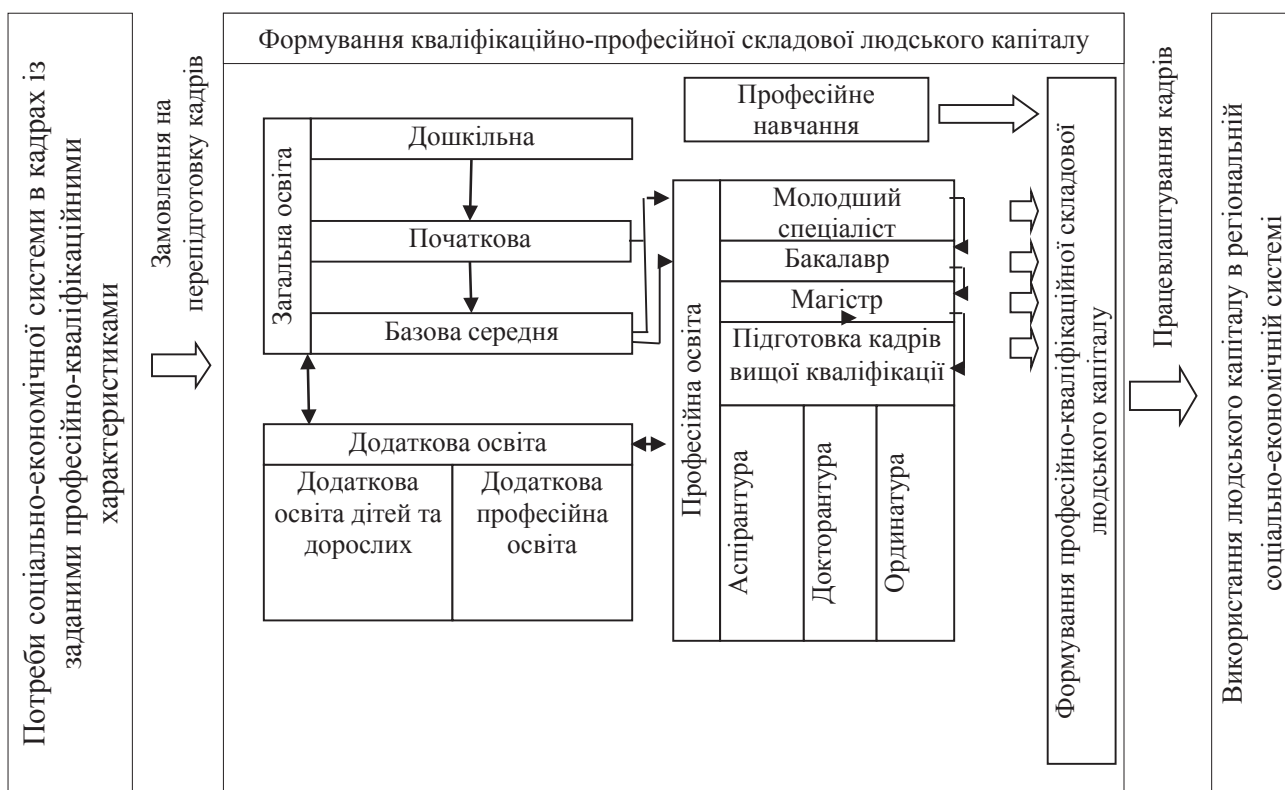 Потреби соціально-економічної системи в кадрах із
заданими професійно-кваліфікаційними
характеристиками
Замовлення на
перепідготовку кадрів
Формування кваліфікаційно-професійної складової людського капіталу
Професійне
навчання
Загальна освіта
Дошкільна
Початкова
Базова середня
Додаткова освіта
Додаткова
освіта дітей та
дорослих
Додаткова
професійна
освіта
Професійна освіта
Молодший
спеціаліст
Бакалавр
Магістр
Підготовка кадрів
вищої кваліфікації
Аспірантура
Докторантура
Ординатура
Формування професійно-кваліфікаційної складової
людського капіталу
Працевлаштування кадрів
Використання людського капіталу в регіональній
соціально-економічній системі